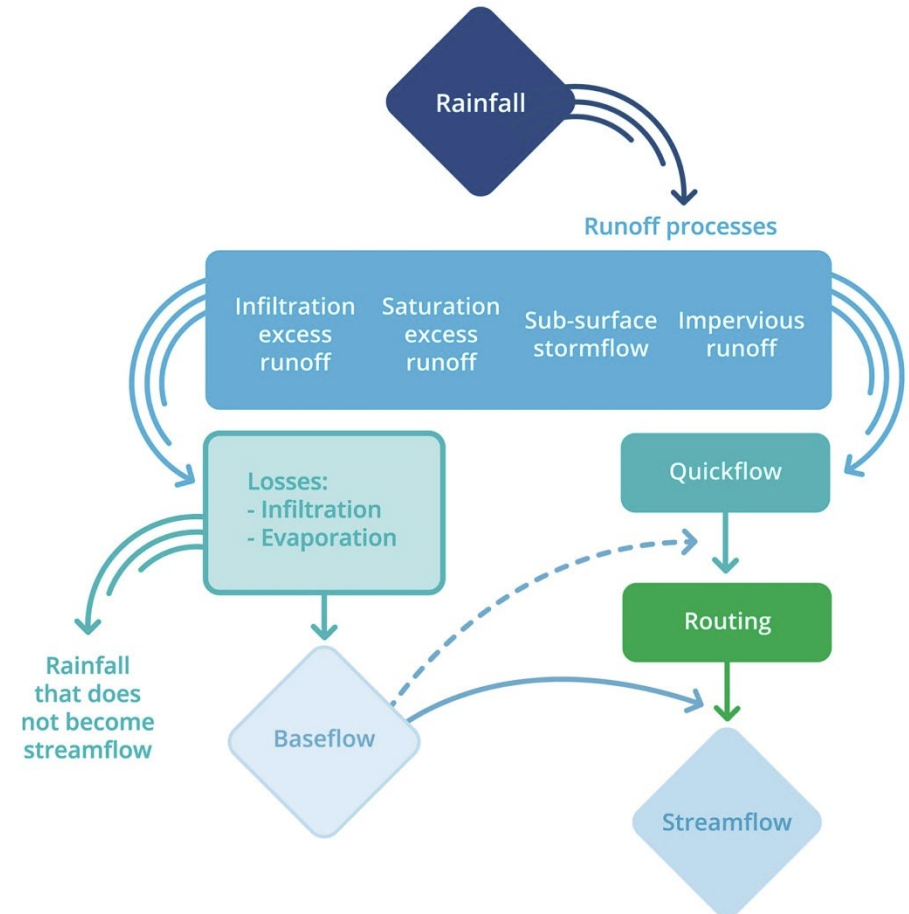 Rainfall
Runoff processes
Infiltration
excess
runoff
Saturation
excess
runoff
Sub-surface
stormflow
Impervious
runoff
Losses:
- Infiltration
- Evaporation
Quickflow
Routing
Rainfall
that does
not become
streamflow
Baseflow
Streamflow